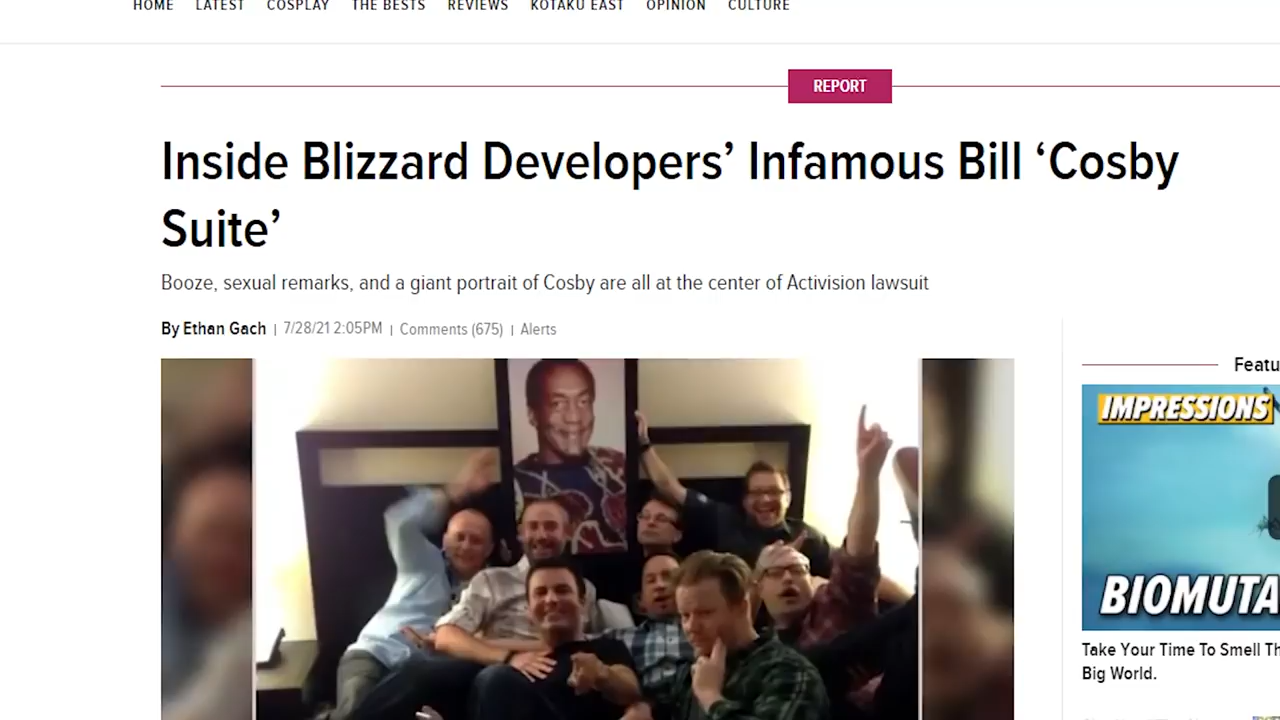 HOME LATEST COSPLAY THE BESTS REVIEWS KOTAKU EAST OPINION CULTURE
REPORT
Inside Blizzard Developers’ Infamous Bill ‘Cosby
Suite’
Booze, sexual remarks, and a giant portrait of Cosby are all at the center of Activision lawsuit
By Ethan Gach | 7/28/21 2:05PM | Comments (675) | Alerts
Featu
IMPRESSIONS
BIOMUTA
Take Your Time To Smell Th
Big World.